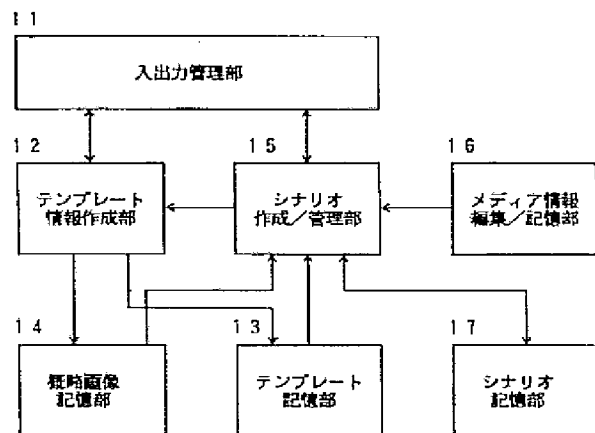 11
入出力管理部
12
15
16
テンプレート
情報作成部
シナリオ
作成／管理部
メディア情報
編集／記憶部
14
13
17
概略画像
記憶部
テンプレート
記憶部
シナリオ
記憶部